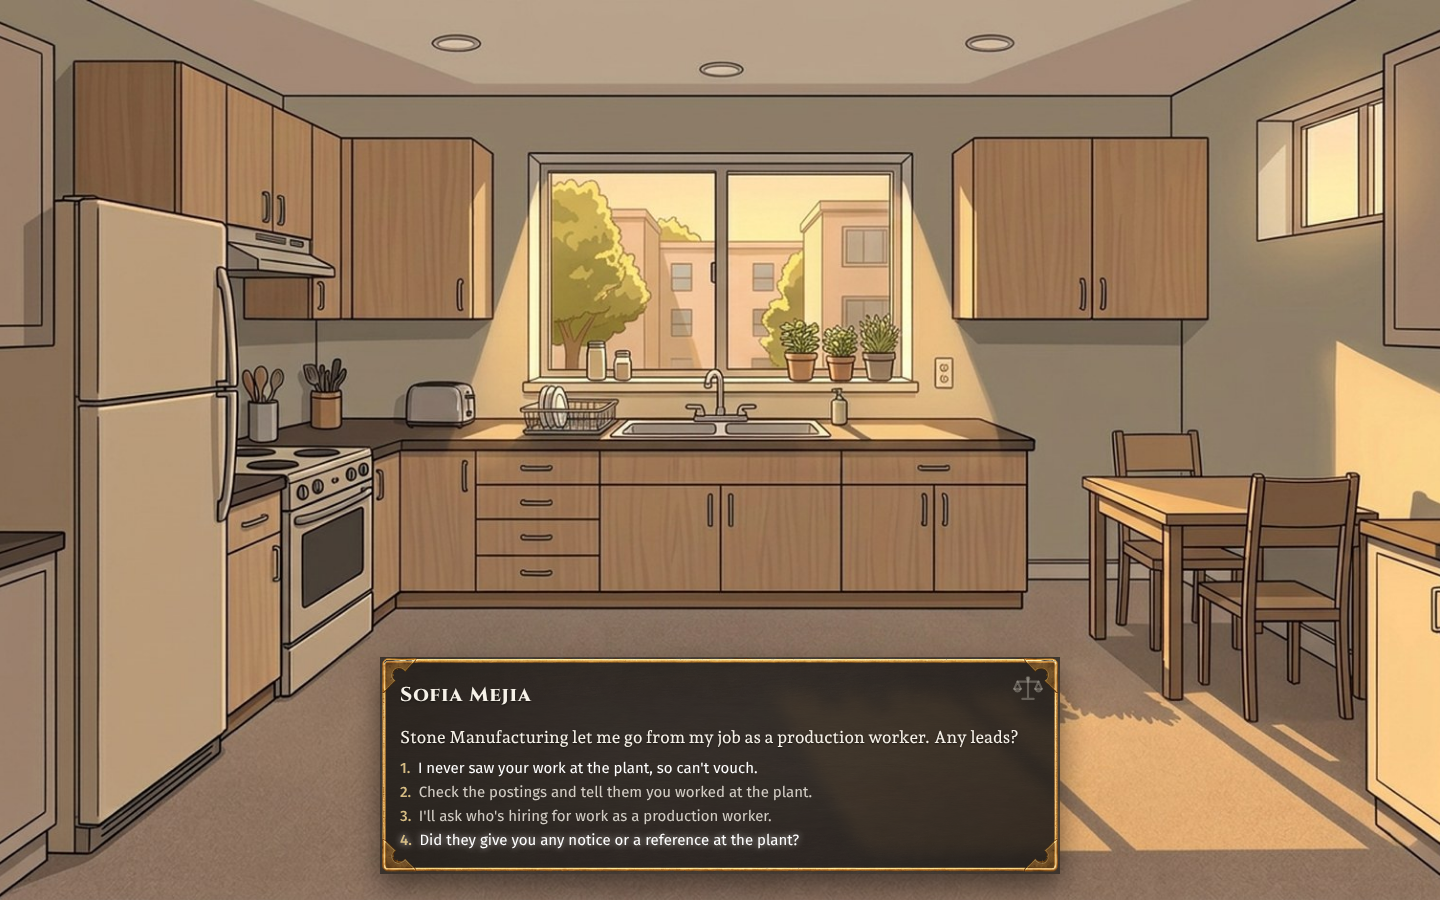 Sofia Mejia
Stone Manufacturing let me go from my job as a production worker. Any leads?
1. I never saw your work at the plant, so can't vouch.
2. Check the postings and tell them you worked at the plant.
3. I'll ask who's hiring for work as a production worker.
4. Did they give you any notice or a reference at the plant?